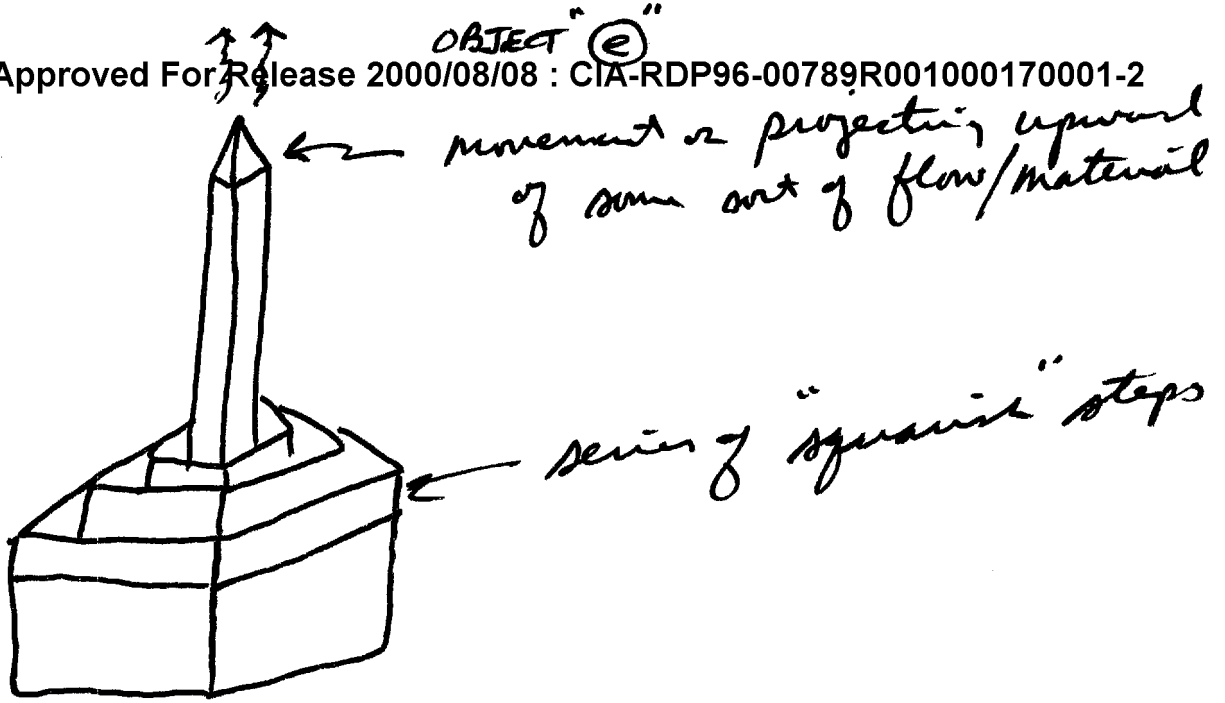 OBJECT "e"
Approved For Release 2000/08/08 : CIA-RDP96-00789R001000170001-2
movement or projecting upward
of some sort of flow/material
series of "squarish" steps